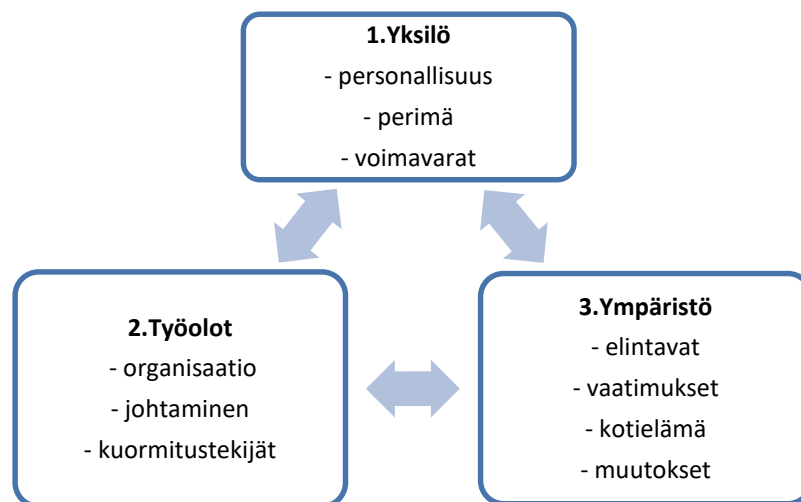 1.Yksilö
- personallisuus
- perimä
- voimavarat
2.Työolot
- organisaatio
- johtaminen
- kuormitustekijät
3.Ympäristö
- elintavat
- vaatimukset
- kotielämä
- muutokset